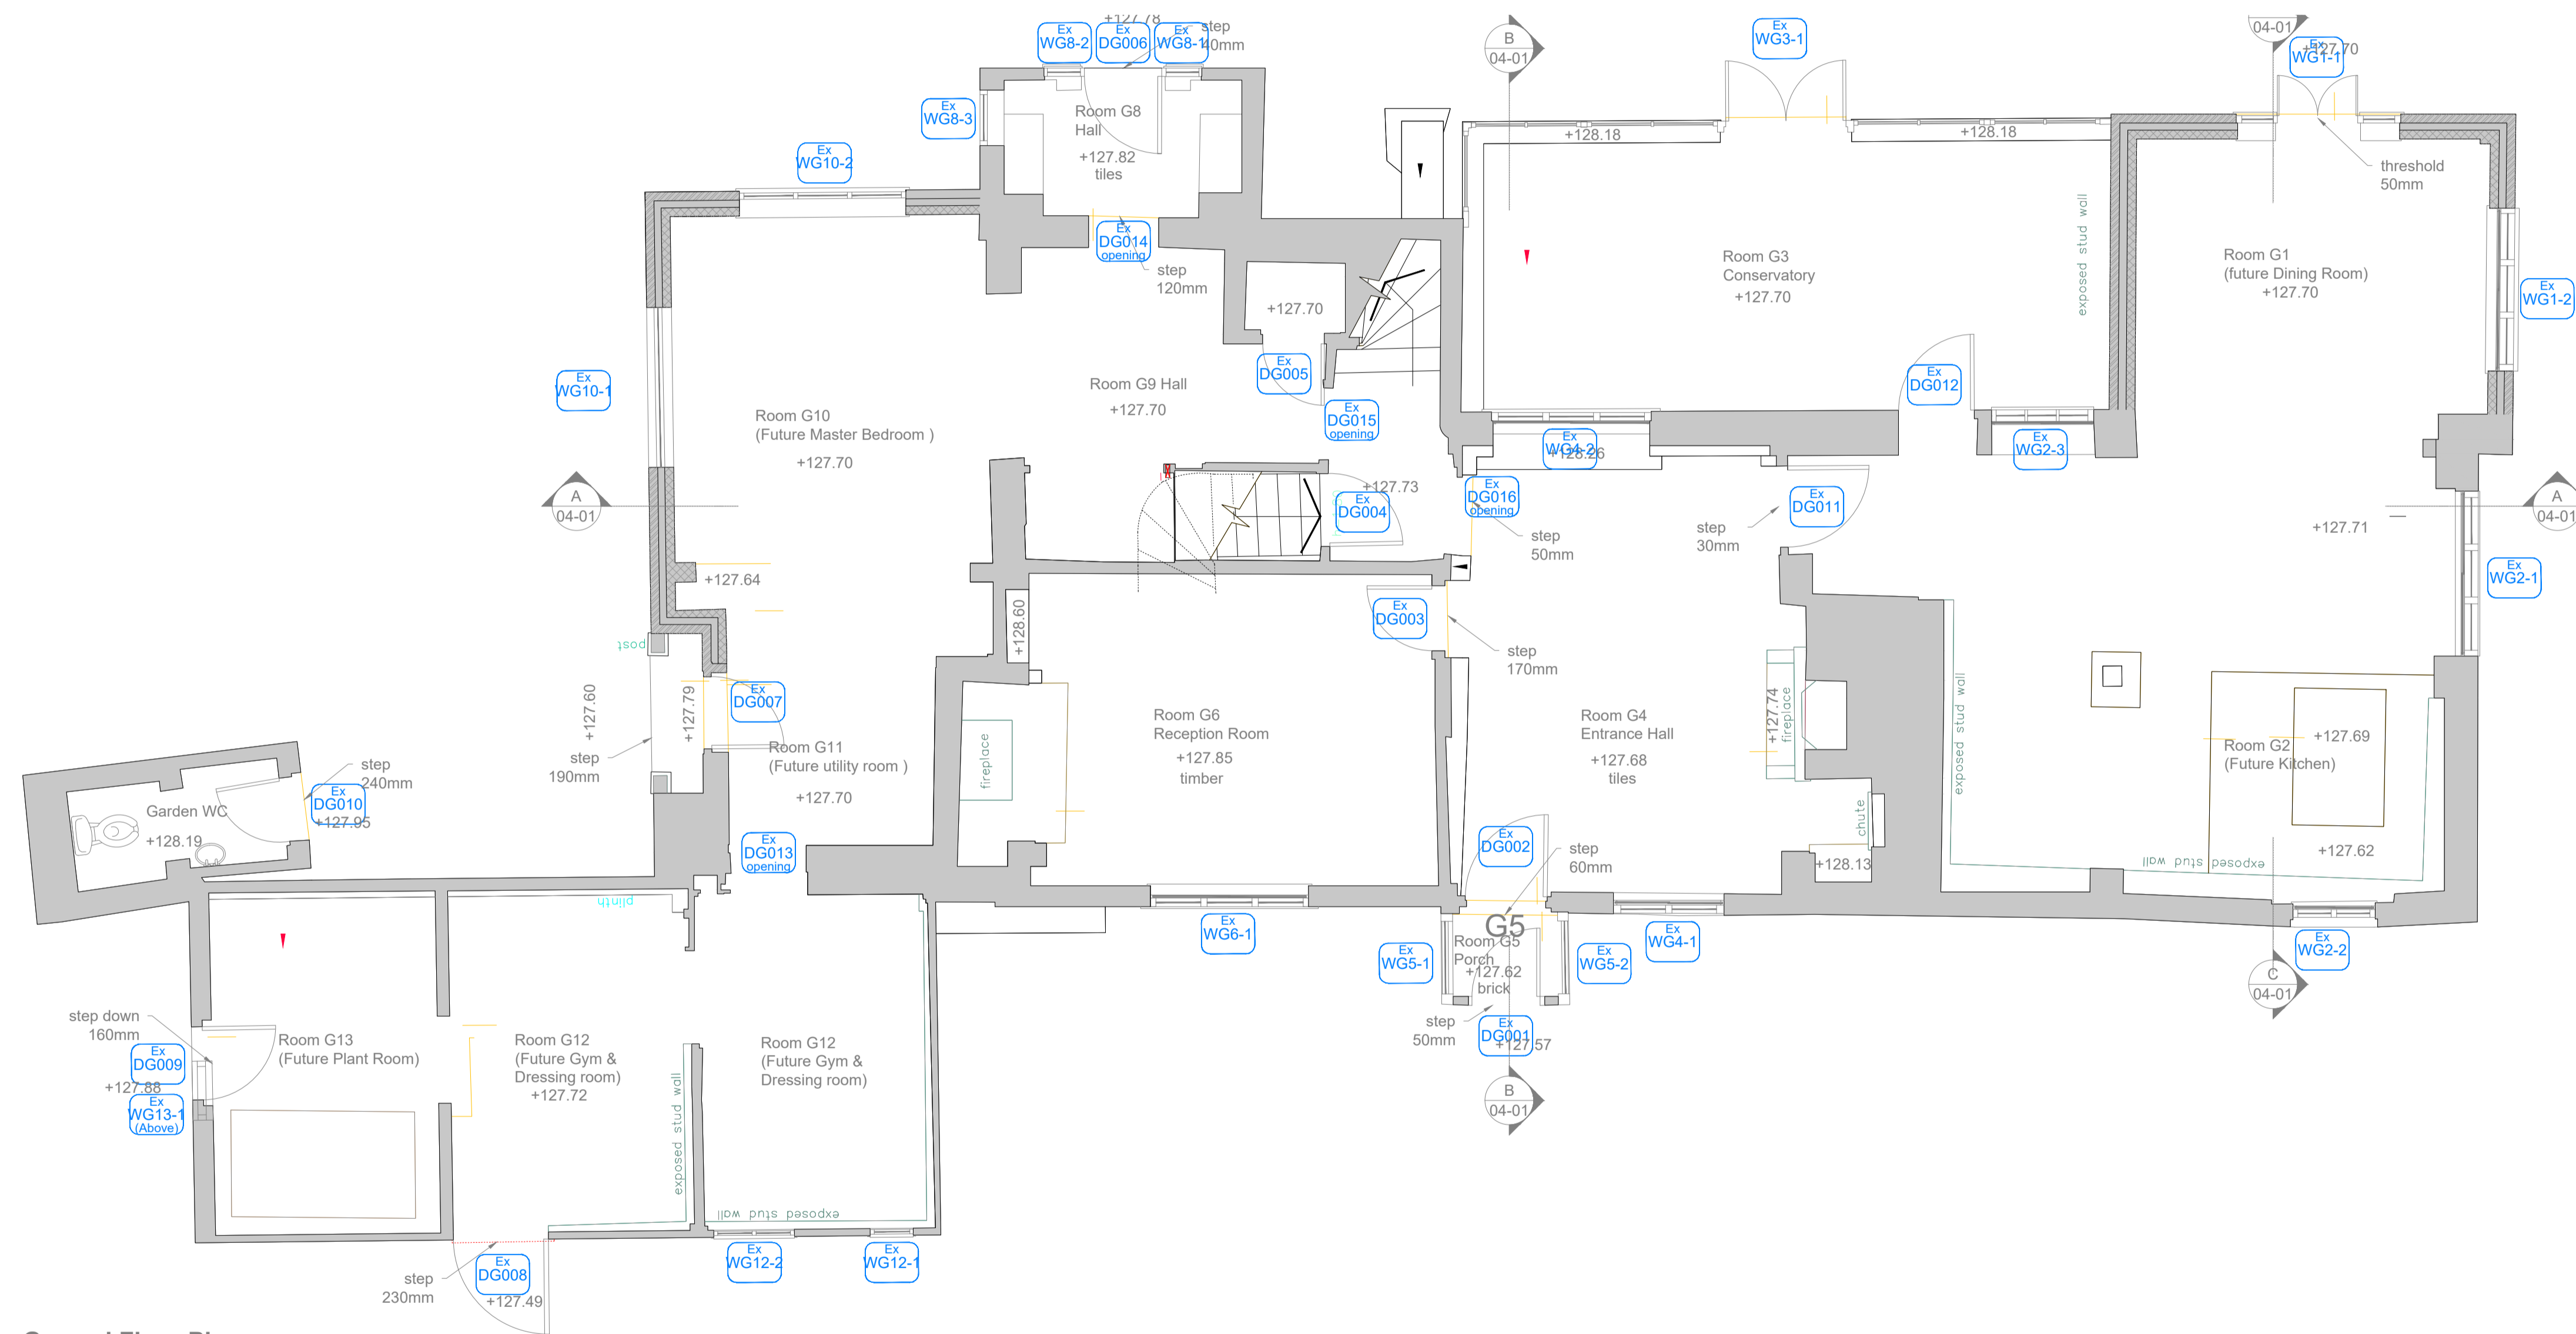 +127.78
step
40mm
Ex
WG8-2
Ex
DG006
Ex
WG8-1
B
04-01
Ex
WG3-1
04-01
+127.70
Ex
WG1-1
Ex
WG8-3
Room G8
Hall
+127.82
tiles
Ex
WG10-2
+128.18
+128.18
threshold
50mm
Ex
DG014
opening
step
120mm
exposed stud wall
Room G3
Conservatory
+127.70
Room G1
(future Dining Room)
+127.70
Ex
WG1-2
+127.70
Ex
DG005
Ex
DG012
Ex
WG10-1
Room G9 Hall
+127.70
Room G10
(Future Master Bedroom )
+127.70
Ex
DG015
opening
Ex
WG4-2
+128.26
Ex
WG2-3
A
04-01
+127.73
Ex
DG004
Ex
DG016
opening
step
50mm
Ex
DG011
step
30mm
+127.71
A
04-01
Ex
WG2-1
+127.64
+128.60
Ex
DG003
step
170mm
post
+127.60
+127.79
step
190mm
Ex
DG007
Room G11
(Future utility room )
+127.70
fireplace
Room G6
Reception Room
+127.85
timber
Room G4
Entrance Hall
+127.68
tiles
+127.74
fireplace
exposed stud wall
Room G2
(Future Kitchen)
+127.69
+127.62
step
240mm
Ex
DG010
+127.95
Garden WC
+128.19
Ex
DG013
opening
Ex
DG002
step
60mm
chute
+128.13
exposed stud wall
plinth
Ex
WG6-1
G5
Room G5
Porch
+127.62
brick
Ex
WG5-1
Ex
WG5-2
Ex
WG4-1
Ex
WG2-2
C
04-01
step down
160mm
Ex
DG009
+127.88
Ex
WG13-1
(Above)
Room G13
(Future Plant Room)
Room G12
(Future Gym &
Dressing room)
+127.72
exposed stud wall
Room G12
(Future Gym &
Dressing room)
step
50mm
Ex
DG001
+127.57
B
04-01
exposed stud wall
Ex
WG12-2
Ex
WG12-1
step
230mm
Ex
DG008
+127.49